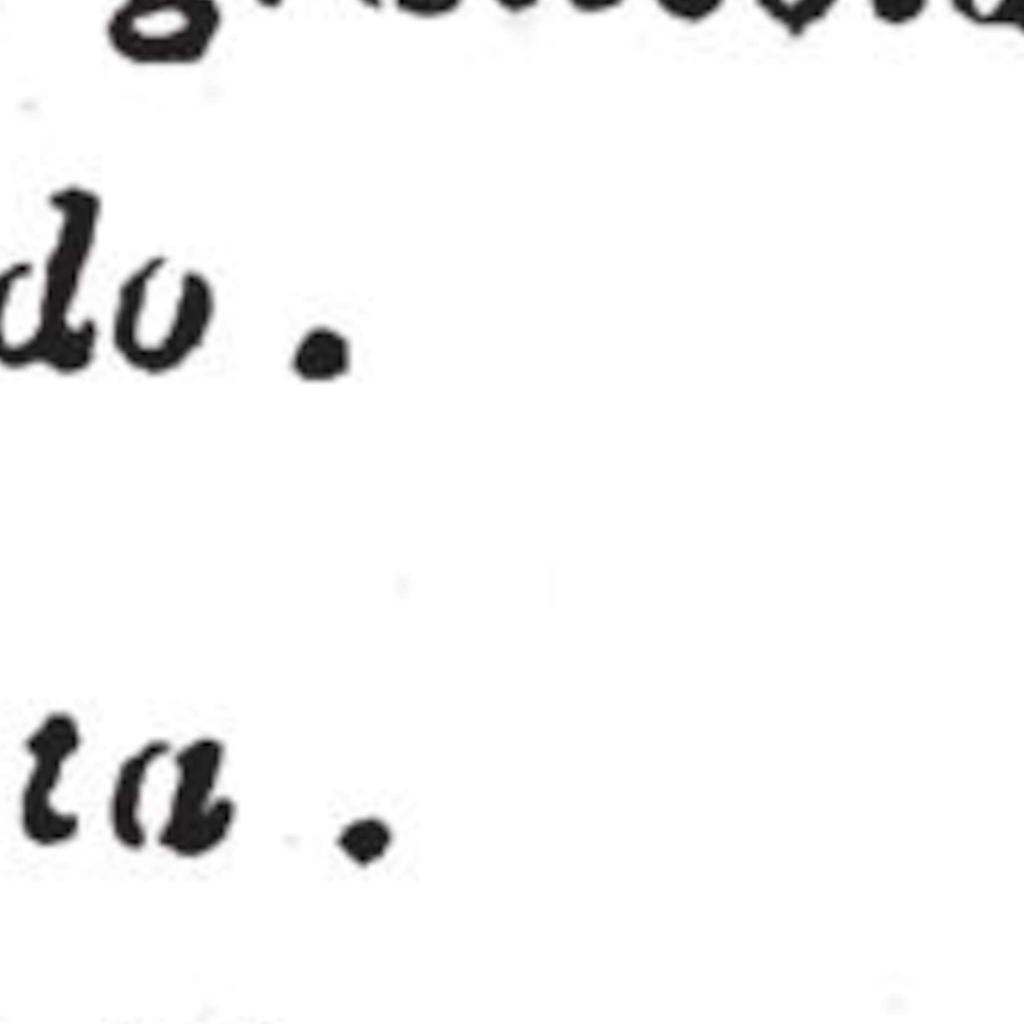 do .
ta .